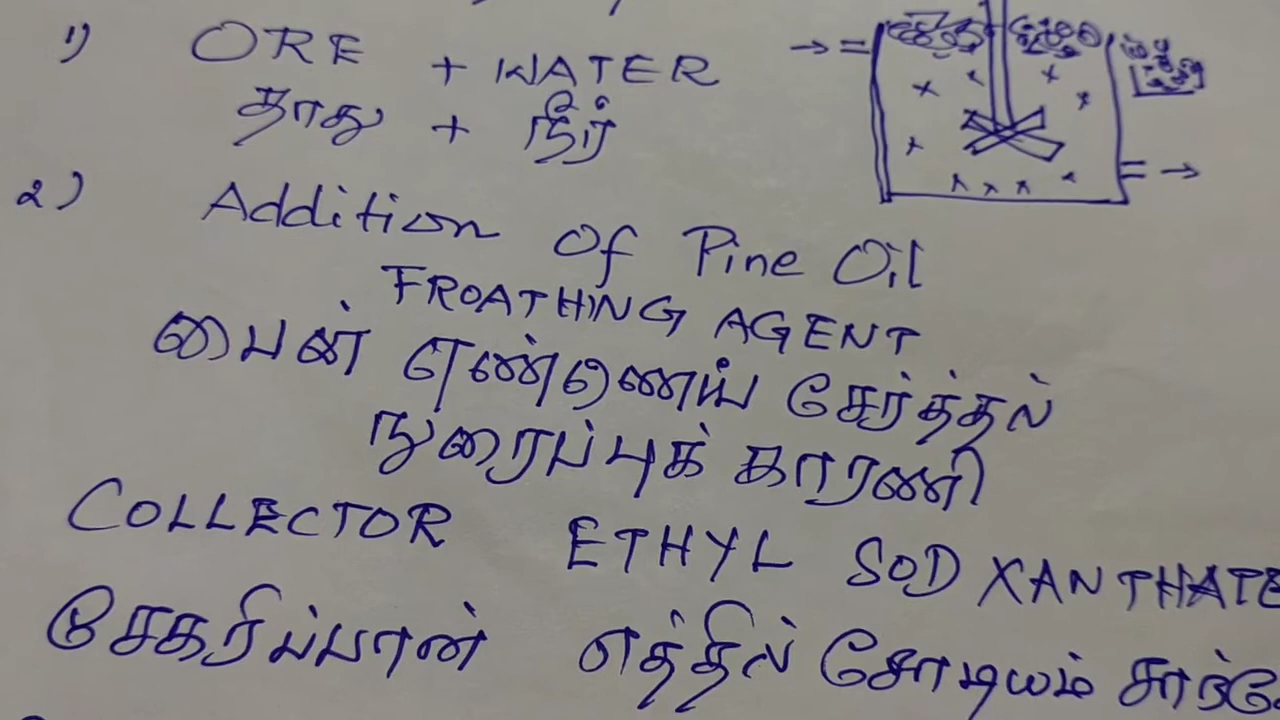 1) ORE + WATER
தாது + நீர்
2) Addition Of Pine Oil
FROATHING AGENT
பைன் எண்ணெய் சேர்த்தல்
நுரைப்புக் காரணி
COLLECTOR ETHYL SOD XANTHATE
சேகரிப்பான் எத்தில் சோடியம்